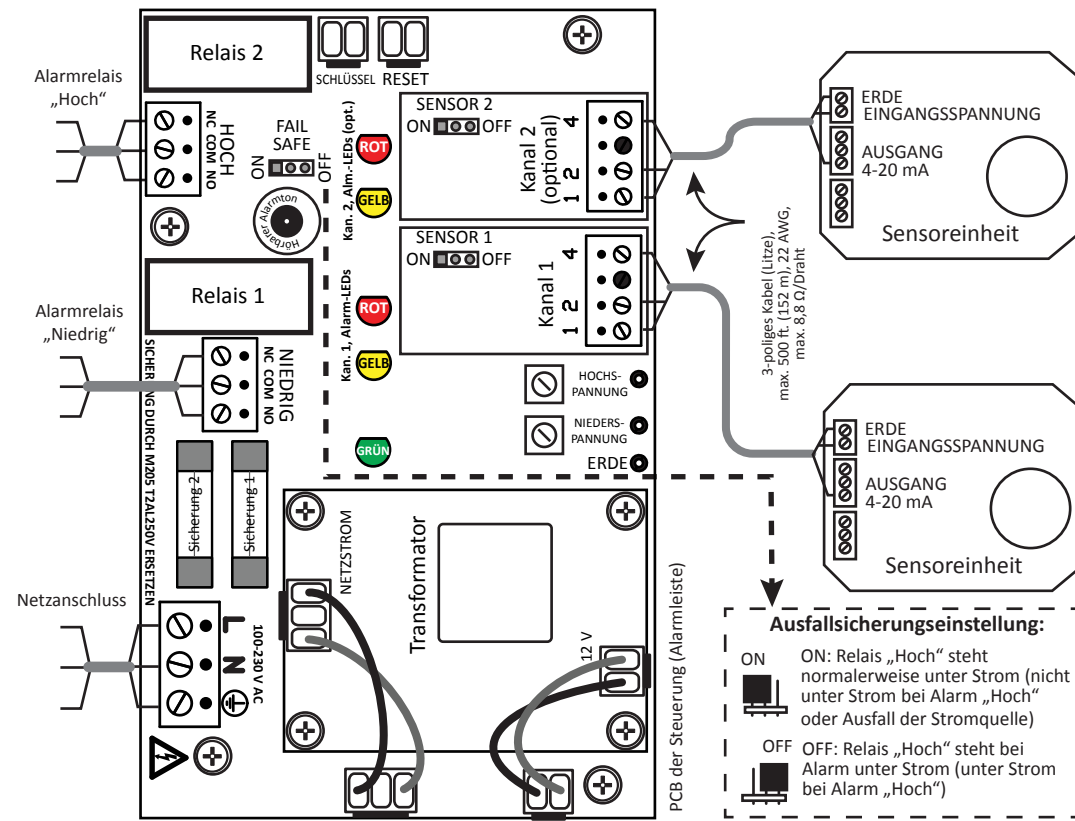 Relais 2
SCHLÜSSEL
RESET
Alarmrelais
„Hoch“
NC COM NO
HOCH
FAIL
SAFE
ON
OFF
Hörbarer Alarmton
Kan. 2, Alm.-LEDs (opt.)
ROT
GELB
SENSOR 2
ON
OFF
Kanal 2
(optional)
4
2
1
SENSOR 1
ON
OFF
Kanal 1
4
2
1
Kan. 1, Alarm-LEDs
ROT
GELB
GRÜN
Relais 1
Alarmrelais
„Niedrig“
NC COM NO
NIEDRIG
SICHERUNG DURCH M205 T2AL250V ERSETZEN
Sicherung 2
Sicherung 1
HOCHS-
PANNUNG
NIEDERS-
PANNUNG
ERDE
Netzanschluss
L
N
100-230 V AC
NETZSTROM
Transformator
12 V
PCB der Steuerung (Alarmleiste)
ERDE
EINGANGSSPANNUNG
AUSGANG
4-20 mA
Sensoreinheit
3-poliges Kabel (Litze),
max. 500 ft. (152 m), 22 AWG,
max. 8,8 Ω/Draht
ERDE
EINGANGSSPANNUNG
AUSGANG
4-20 mA
Sensoreinheit
Ausfallsicherungseinstellung:
ON
ON: Relais „Hoch“ steht
normalerweise unter Strom (nicht
unter Strom bei Alarm „Hoch“
oder Ausfall der Stromquelle)
OFF
OFF: Relais „Hoch“ steht bei
Alarm unter Strom (unter Strom
bei Alarm „Hoch“)